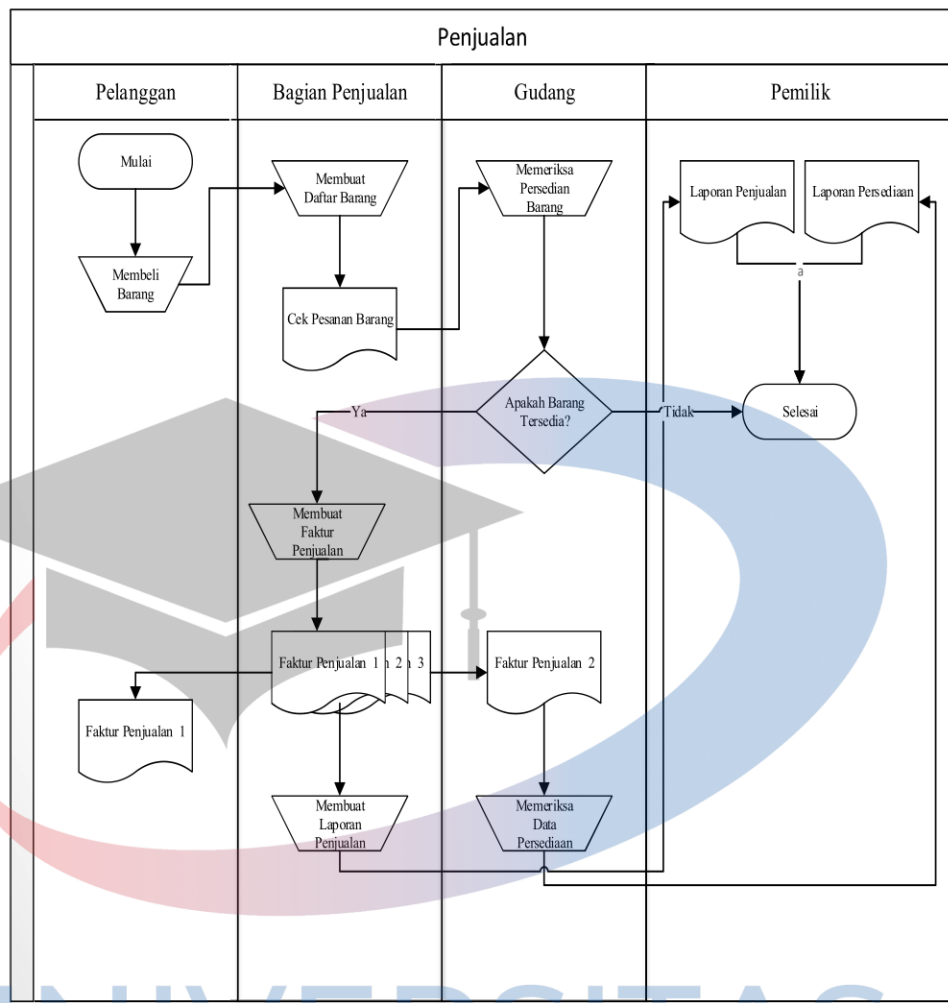 Penjualan
Pelanggan
Bagian Penjualan
Gudang
Pemilik
Mulai
Membeli
Barang
Membuat
Daftar Barang
Cek Pesanan Barang
Memeriksa
Persedian
Barang
Laporan Penjualan
Laporan Persediaan
a
Apakah Barang
Tersedia?
Ya
Tidak
Selesai
Membuat
Faktur
Penjualan
Faktur Penjualan 1
2
3
Faktur Penjualan 2
Faktur Penjualan 1
Membuat
Laporan
Penjualan
Memeriksa
Data
Persediaan
UNIVERSITAS